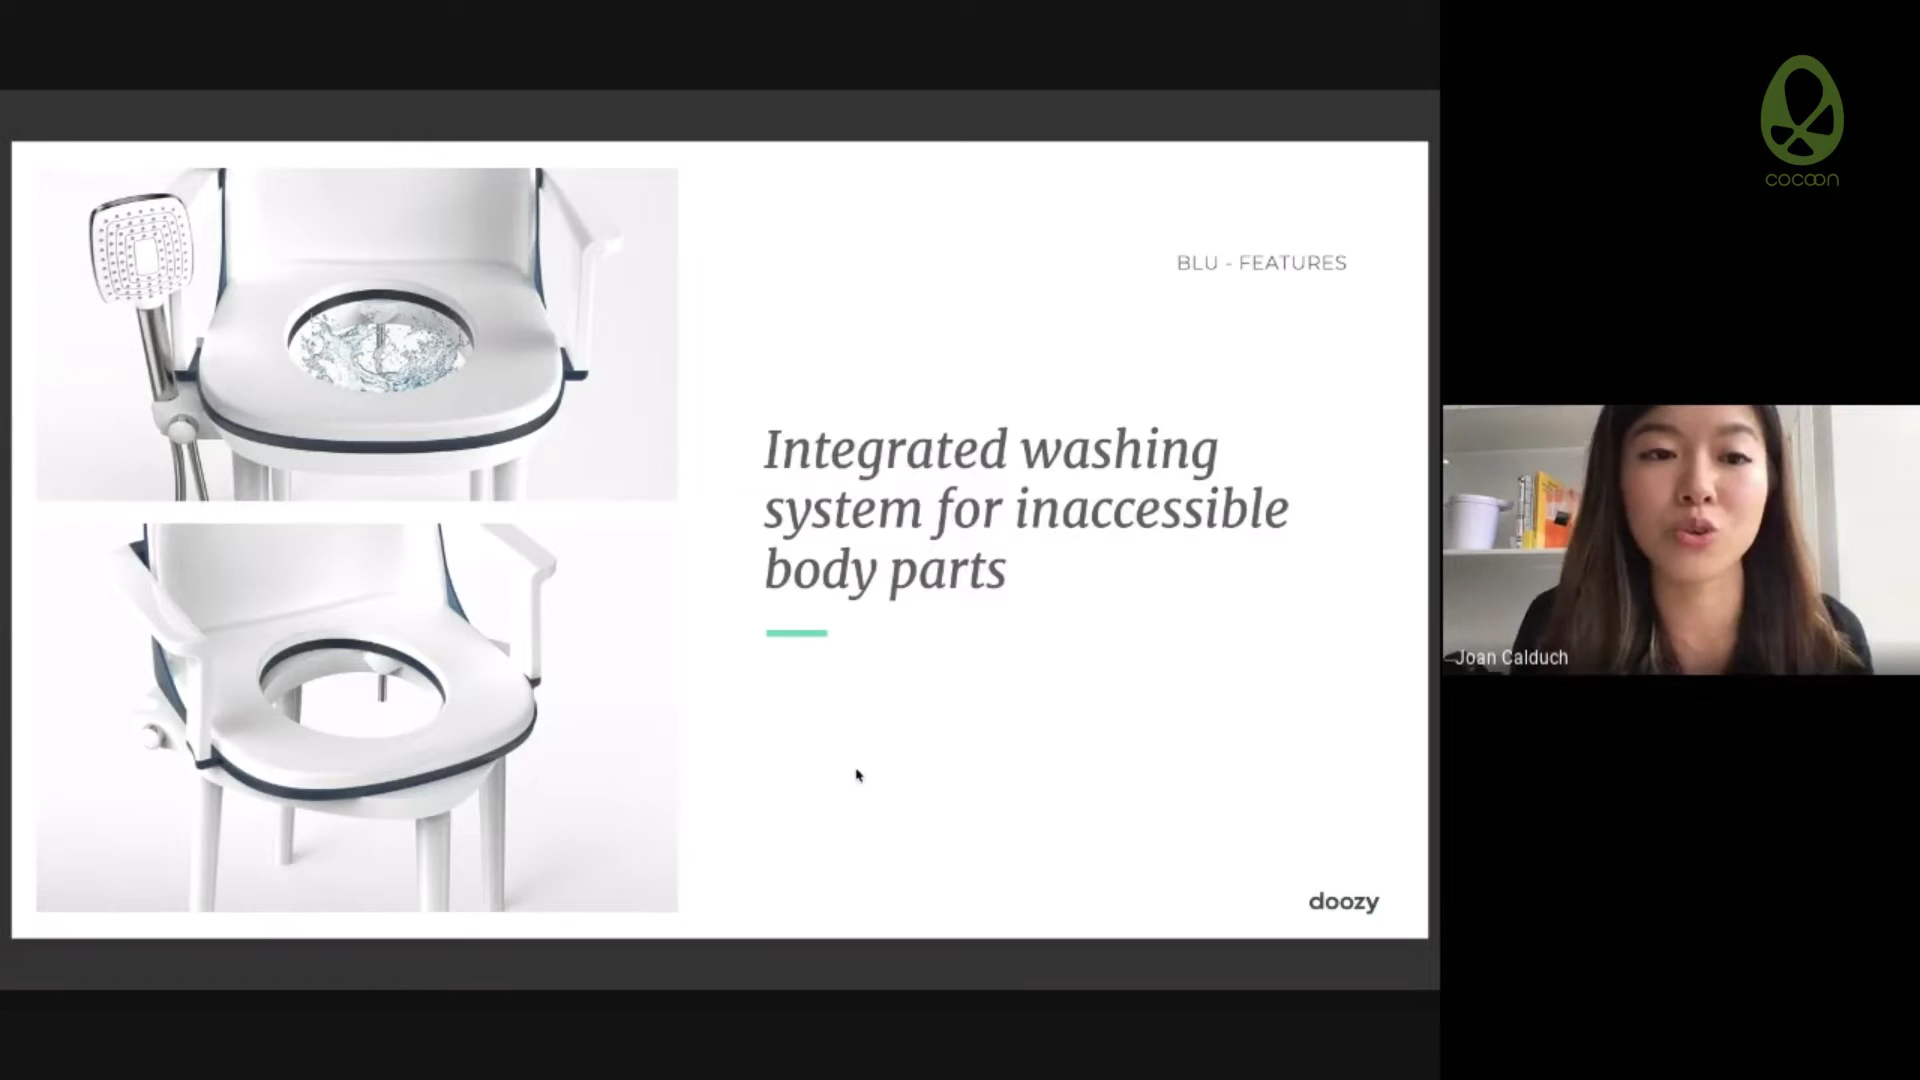 cocoon
BLU - FEATURES
Integrated washing
system for inaccessible
body parts
Joan Calduch
doozy